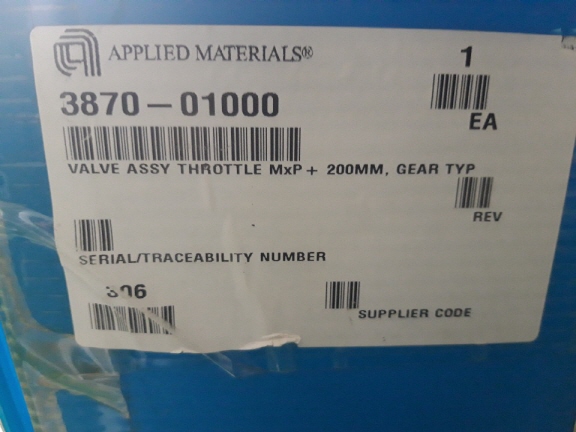 APPLIED MATERIALS®
1
3870-01000
EA
VALVE ASSY THROTTLE MxP+ 200MM, GEAR TYP
REV
SERIAL/TRACEABILITY NUMBER
306
SUPPLIER CODE